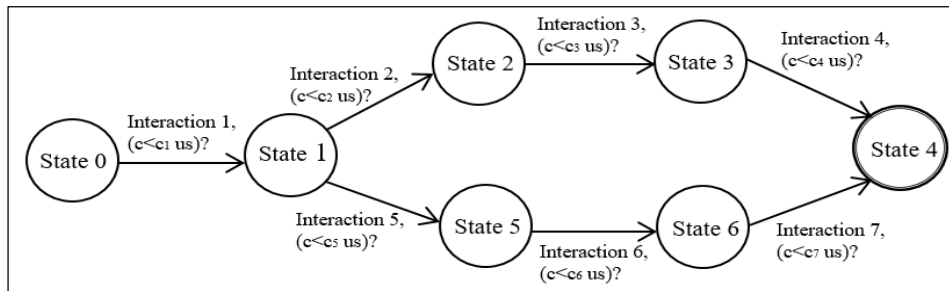 State 0
Interaction 1,
(c<c₁ us)?
State 1
Interaction 2,
(c<c₂ us)?
State 2
Interaction 3,
(c<c₃ us)?
State 3
Interaction 4,
(c<c₄ us)?
State 4
Interaction 5,
(c<c₅ us)?
State 5
Interaction 6,
(c<c₆ us)?
State 6
Interaction 7,
(c<c₇ us)?